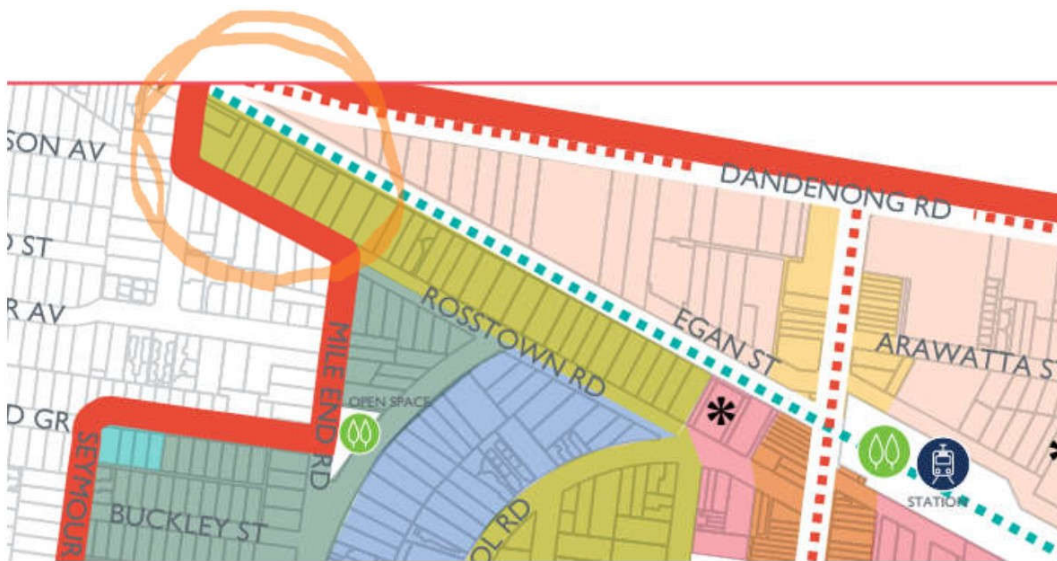 SON AV
DANDENONG RD
ST
R AV
ROSSTOWN RD
EGAN ST
ARAWATTA ST
MILE END RD
OPEN SPACE
D GR
SEYMOUR
STATION
BUCKLEY ST
OL RD